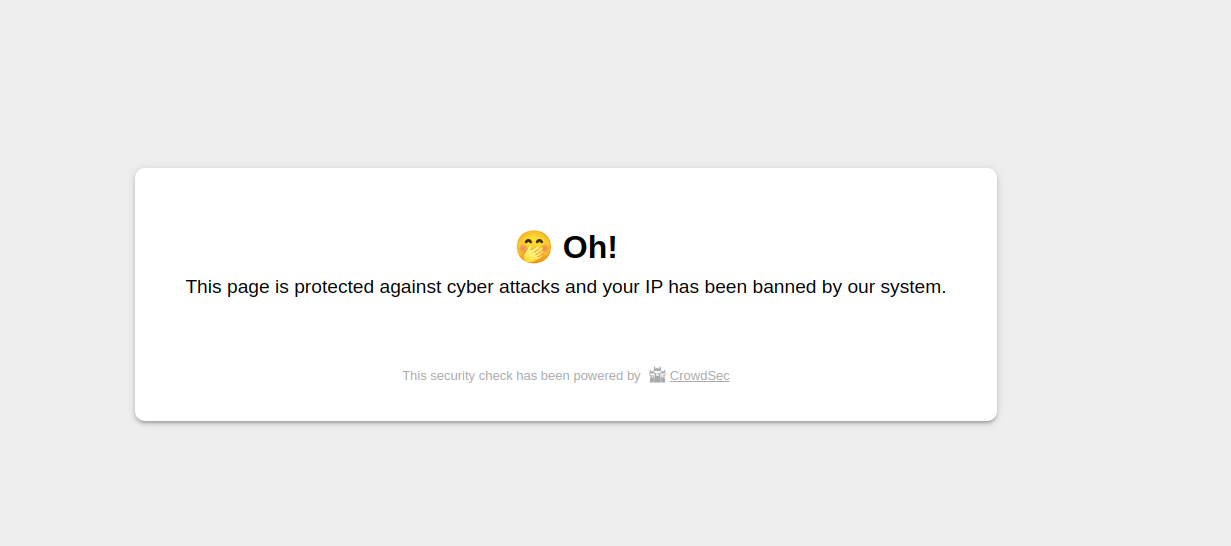 🤭 Oh!
This page is protected against cyber attacks and your IP has been banned by our system.
This security check has been powered by CrowdSec